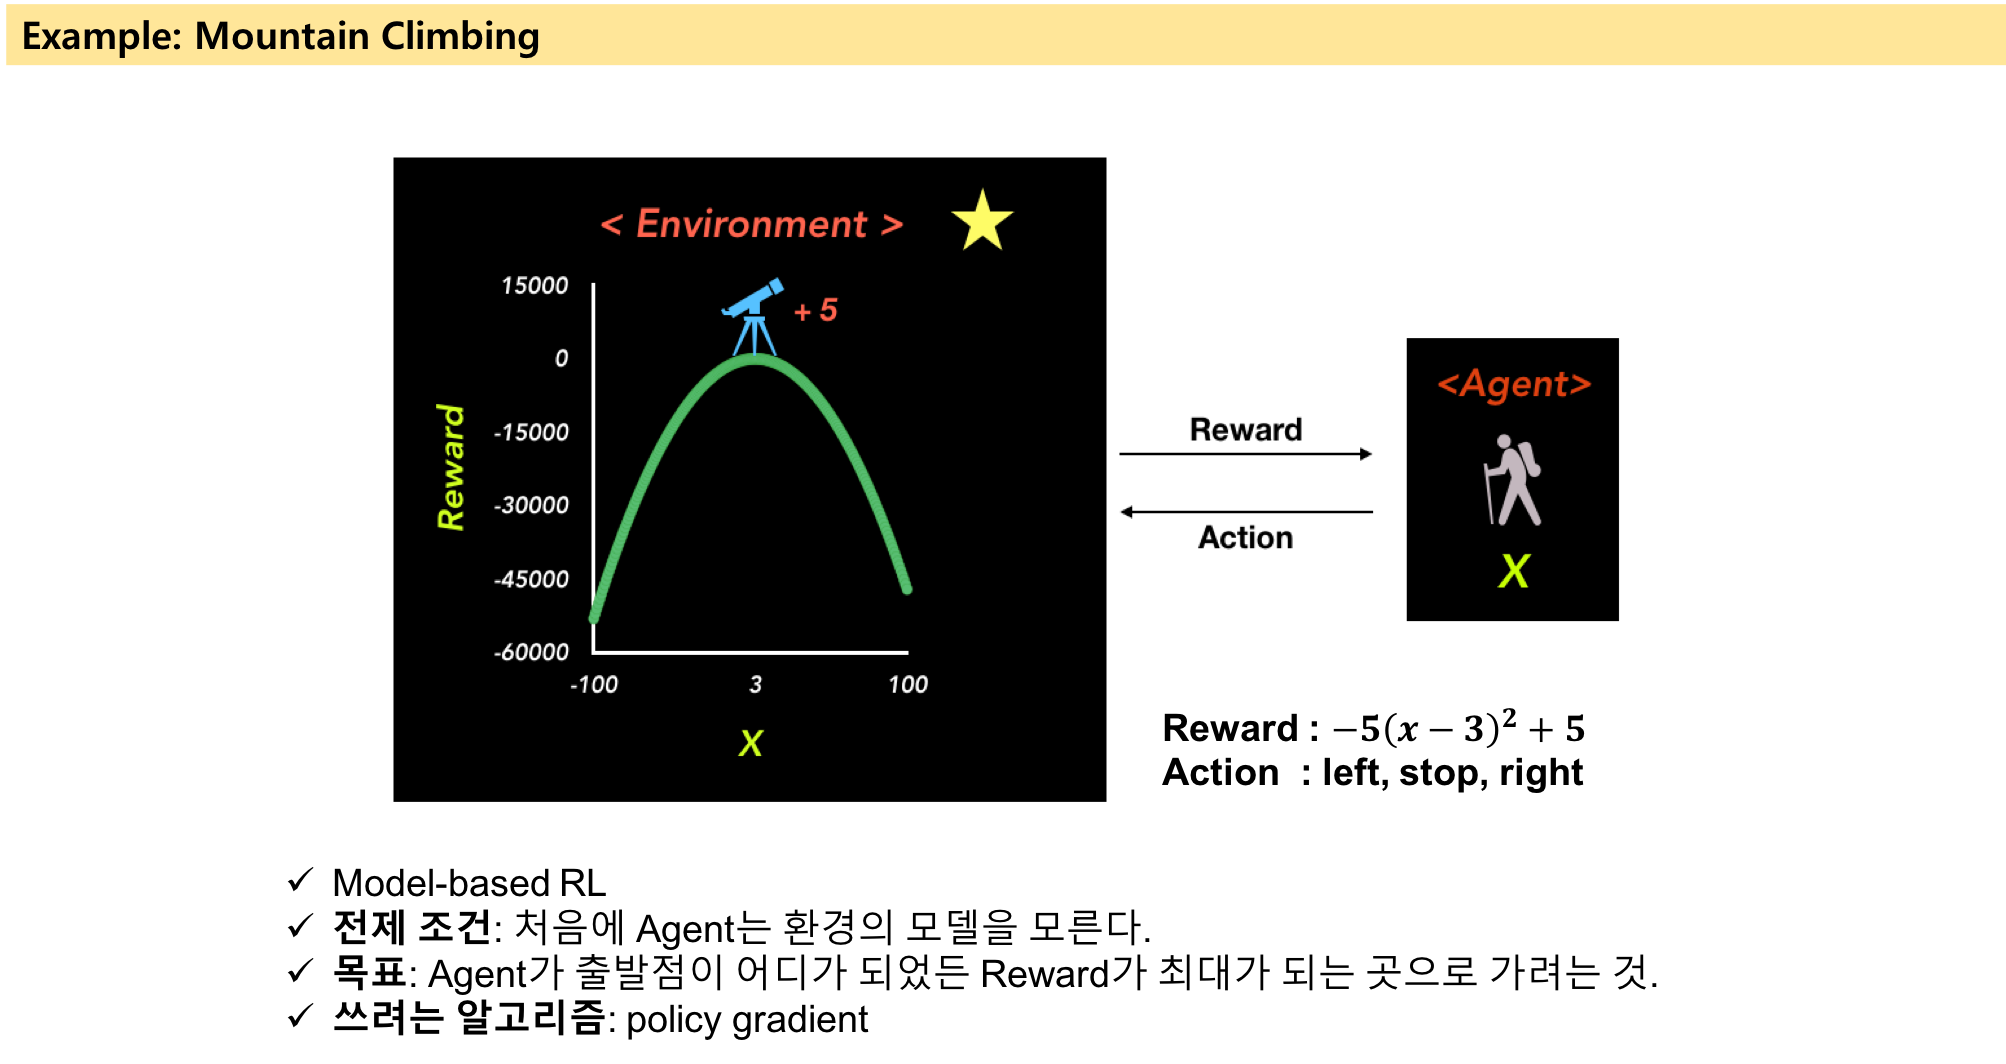 Example: Mountain Climbing
< Environment >
15000
+ 5
0
-15000
Reward
-30000
-45000
-60000
-100 3 100
X
Reward
Action
<Agent>
X
Reward : −5(x − 3)² + 5
Action : left, stop, right
✓ Model-based RL
✓ 전제 조건: 처음에 Agent는 환경의 모델을 모른다.
✓ 목표: Agent가 출발점이 어디가 되었든 Reward가 최대가 되는 곳으로 가려는 것.
✓ 쓰려는 알고리즘: policy gradient